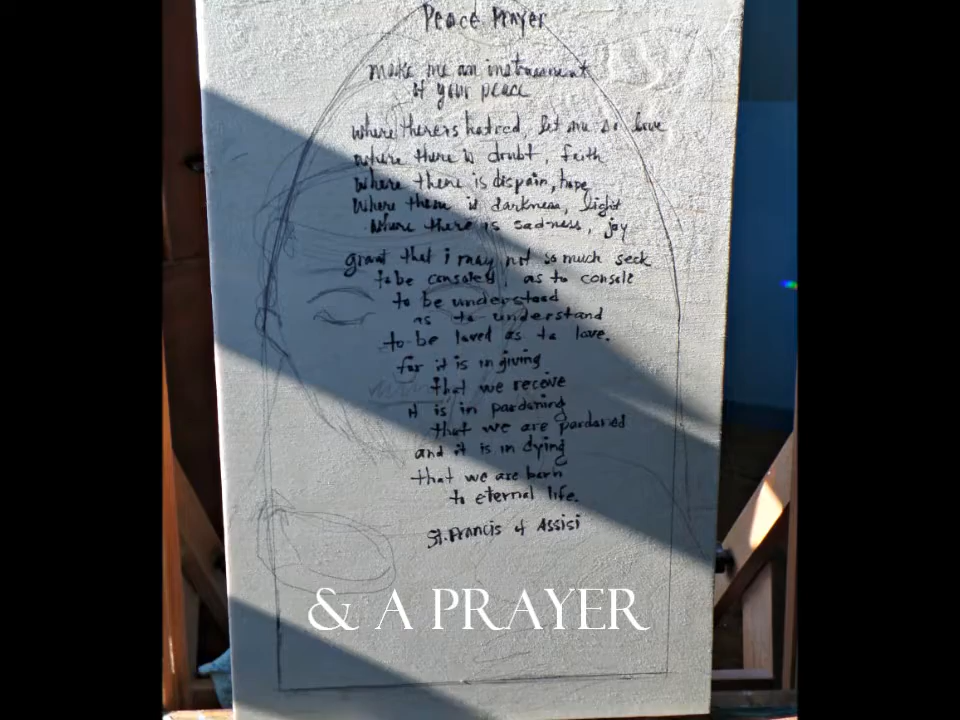 Peace Prayer
make me an instrument
of your peace
where there is hatred, let me so love
where there is doubt, faith
where there is dispain, hope
where there is darkness, light
where there is sadness, joy
grant that i may not so much seek
to be consoled, as to console
to be understood
as to understand
to be loved as to love.
for it is in giving
that we receive
it is in pardoning
that we are pardoned
and it is in dying
that we are born
to eternal life.
St. Francis of Assisi
& A PRAYER